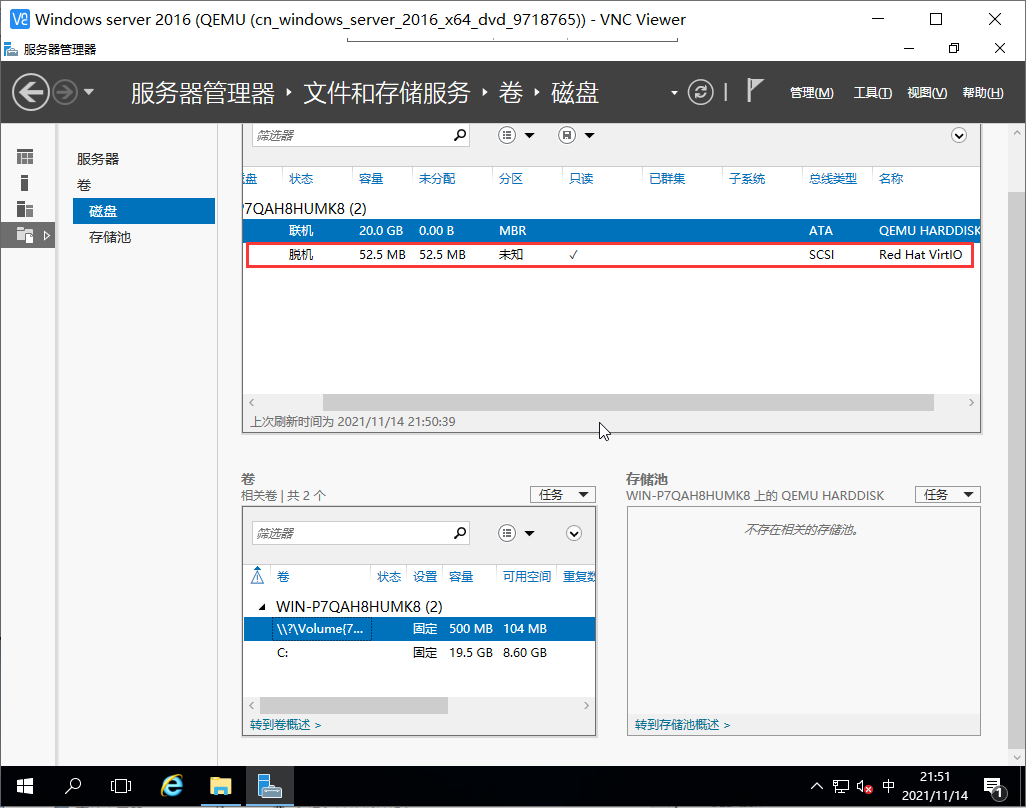 Windows server 2016 (QEMU (cn_windows_server_2016_x64_dvd_9718765)) - VNC Viewer
服务器管理器
服务器管理器 · 文件和存储服务 · 卷 · 磁盘
管理(M) 工具(T) 视图(V) 帮助(H)
服务器
卷
磁盘
存储池
筛选器
盘 状态 容量 未分配 分区 只读 已群集 子系统 总线类型 名称
7QAH8HUMK8 (2)
联机 20.0 GB 0.00 B MBR ATA QEMU HARDDISK
脱机 52.5 MB 52.5 MB 未知 ✓ SCSI Red Hat VirtIO
上次刷新时间为 2021/11/14 21:50:39
卷
相关卷 | 共 2 个
任务
筛选器
卷 状态 设置 容量 可用空间 重复数
WIN-P7QAH8HUMK8 (2)
\\?\Volume{7... 固定 500 MB 104 MB
C: 固定 19.5 GB 8.60 GB
转到卷概述 >
存储池
WIN-P7QAH8HUMK8 上的 QEMU HARDDISK
任务
不存在相关的存储池。
转到存储池概述 >
中
21:51
2021/11/14
1